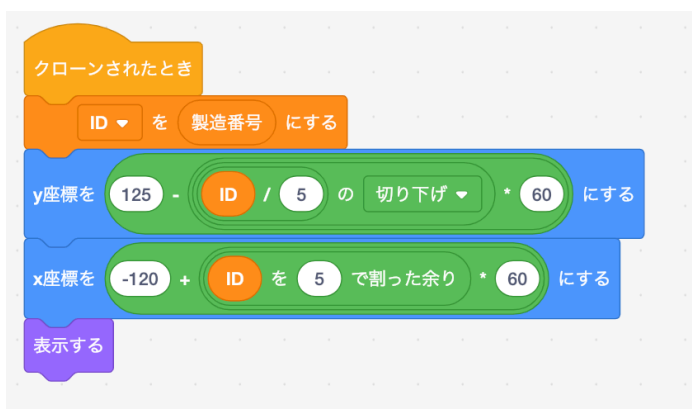 クローンされたとき
ID を 製造番号 にする
y座標を 125 - ID / 5 の 切り下げ * 60 にする
x座標を -120 + ID を 5 で割った余り * 60 にする
表示する